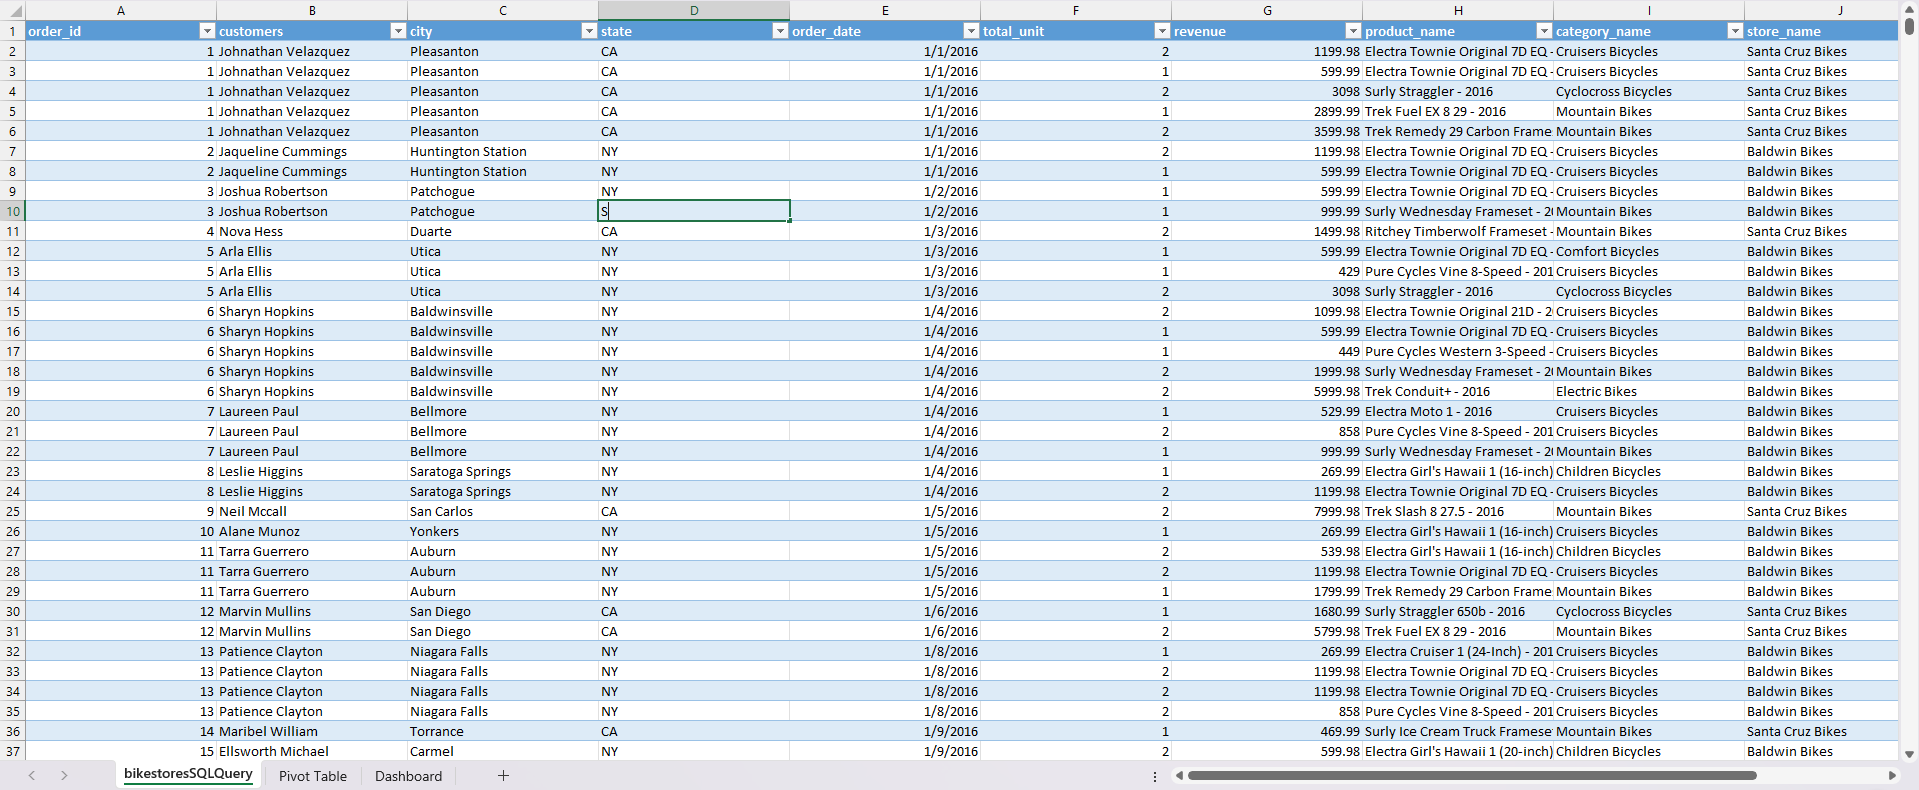 A B C D E F G H I J
1 order_id customers city state order_date total_unit revenue product_name category_name store_name
2 1 Johnathan Velazquez Pleasanton CA 1/1/2016 2 1199.98 Electra Townie Original 7D EQ - Cruisers Bicycles Santa Cruz Bikes
3 1 Johnathan Velazquez Pleasanton CA 1/1/2016 1 599.99 Electra Townie Original 7D EQ - Cruisers Bicycles Santa Cruz Bikes
4 1 Johnathan Velazquez Pleasanton CA 1/1/2016 2 3098 Surly Straggler - 2016 Cyclocross Bicycles Santa Cruz Bikes
5 1 Johnathan Velazquez Pleasanton CA 1/1/2016 1 2899.99 Trek Fuel EX 8 29 - 2016 Mountain Bikes Santa Cruz Bikes
6 1 Johnathan Velazquez Pleasanton CA 1/1/2016 2 3599.98 Trek Remedy 29 Carbon Frame Mountain Bikes Santa Cruz Bikes
7 2 Jaqueline Cummings Huntington Station NY 1/1/2016 2 1199.98 Electra Townie Original 7D EQ - Cruisers Bicycles Baldwin Bikes
8 2 Jaqueline Cummings Huntington Station NY 1/1/2016 1 599.99 Electra Townie Original 7D EQ - Cruisers Bicycles Baldwin Bikes
9 3 Joshua Robertson Patchogue NY 1/2/2016 1 599.99 Electra Townie Original 7D EQ - Cruisers Bicycles Baldwin Bikes
10 3 Joshua Robertson Patchogue S 1/2/2016 1 999.99 Surly Wednesday Frameset - 2 Mountain Bikes Baldwin Bikes
11 4 Nova Hess Duarte CA 1/3/2016 2 1499.98 Ritchey Timberwolf Frameset - Mountain Bikes Santa Cruz Bikes
12 5 Arla Ellis Utica NY 1/3/2016 1 599.99 Electra Townie Original 7D EQ - Comfort Bicycles Baldwin Bikes
13 5 Arla Ellis Utica NY 1/3/2016 1 429 Pure Cycles Vine 8-Speed - 201 Cruisers Bicycles Baldwin Bikes
14 5 Arla Ellis Utica NY 1/3/2016 2 3098 Surly Straggler - 2016 Cyclocross Bicycles Baldwin Bikes
15 6 Sharyn Hopkins Baldwinsville NY 1/4/2016 2 1099.98 Electra Townie Original 21D - 2 Cruisers Bicycles Baldwin Bikes
16 6 Sharyn Hopkins Baldwinsville NY 1/4/2016 1 599.99 Electra Townie Original 7D EQ - Cruisers Bicycles Baldwin Bikes
17 6 Sharyn Hopkins Baldwinsville NY 1/4/2016 1 449 Pure Cycles Western 3-Speed - Cruisers Bicycles Baldwin Bikes
18 6 Sharyn Hopkins Baldwinsville NY 1/4/2016 2 1999.98 Surly Wednesday Frameset - 2 Mountain Bikes Baldwin Bikes
19 6 Sharyn Hopkins Baldwinsville NY 1/4/2016 2 5999.98 Trek Conduit+ - 2016 Electric Bikes Baldwin Bikes
20 7 Laureen Paul Bellmore NY 1/4/2016 1 529.99 Electra Moto 1 - 2016 Cruisers Bicycles Baldwin Bikes
21 7 Laureen Paul Bellmore NY 1/4/2016 2 858 Pure Cycles Vine 8-Speed - 201 Cruisers Bicycles Baldwin Bikes
22 7 Laureen Paul Bellmore NY 1/4/2016 1 999.99 Surly Wednesday Frameset - 2 Mountain Bikes Baldwin Bikes
23 8 Leslie Higgins Saratoga Springs NY 1/4/2016 1 269.99 Electra Girl's Hawaii 1 (16-inch) Children Bicycles Baldwin Bikes
24 8 Leslie Higgins Saratoga Springs NY 1/4/2016 2 1199.98 Electra Townie Original 7D EQ - Cruisers Bicycles Baldwin Bikes
25 9 Neil Mccall San Carlos CA 1/5/2016 2 7999.98 Trek Slash 8 27.5 - 2016 Mountain Bikes Santa Cruz Bikes
26 10 Alane Munoz Yonkers NY 1/5/2016 1 269.99 Electra Girl's Hawaii 1 (16-inch) Cruisers Bicycles Baldwin Bikes
27 11 Tarra Guerrero Auburn NY 1/5/2016 2 539.98 Electra Girl's Hawaii 1 (16-inch) Children Bicycles Baldwin Bikes
28 11 Tarra Guerrero Auburn NY 1/5/2016 2 1199.98 Electra Townie Original 7D EQ - Cruisers Bicycles Baldwin Bikes
29 11 Tarra Guerrero Auburn NY 1/5/2016 1 1799.99 Trek Remedy 29 Carbon Frame Mountain Bikes Baldwin Bikes
30 12 Marvin Mullins San Diego CA 1/6/2016 1 1680.99 Surly Straggler 650b - 2016 Cyclocross Bicycles Santa Cruz Bikes
31 12 Marvin Mullins San Diego CA 1/6/2016 2 5799.98 Trek Fuel EX 8 29 - 2016 Mountain Bikes Santa Cruz Bikes
32 13 Patience Clayton Niagara Falls NY 1/8/2016 1 269.99 Electra Cruiser 1 (24-Inch) - 201 Cruisers Bicycles Baldwin Bikes
33 13 Patience Clayton Niagara Falls NY 1/8/2016 2 1199.98 Electra Townie Original 7D EQ - Cruisers Bicycles Baldwin Bikes
34 13 Patience Clayton Niagara Falls NY 1/8/2016 2 1199.98 Electra Townie Original 7D EQ - Cruisers Bicycles Baldwin Bikes
35 13 Patience Clayton Niagara Falls NY 1/8/2016 2 858 Pure Cycles Vine 8-Speed - 201 Cruisers Bicycles Baldwin Bikes
36 14 Maribel William Torrance CA 1/9/2016 1 469.99 Surly Ice Cream Truck Framese Mountain Bikes Santa Cruz Bikes
37 15 Ellsworth Michael Carmel NY 1/9/2016 2 599.98 Electra Girl's Hawaii 1 (20-inch) Children Bicycles Baldwin Bikes
bikestoresSQLQuery Pivot Table Dashboard